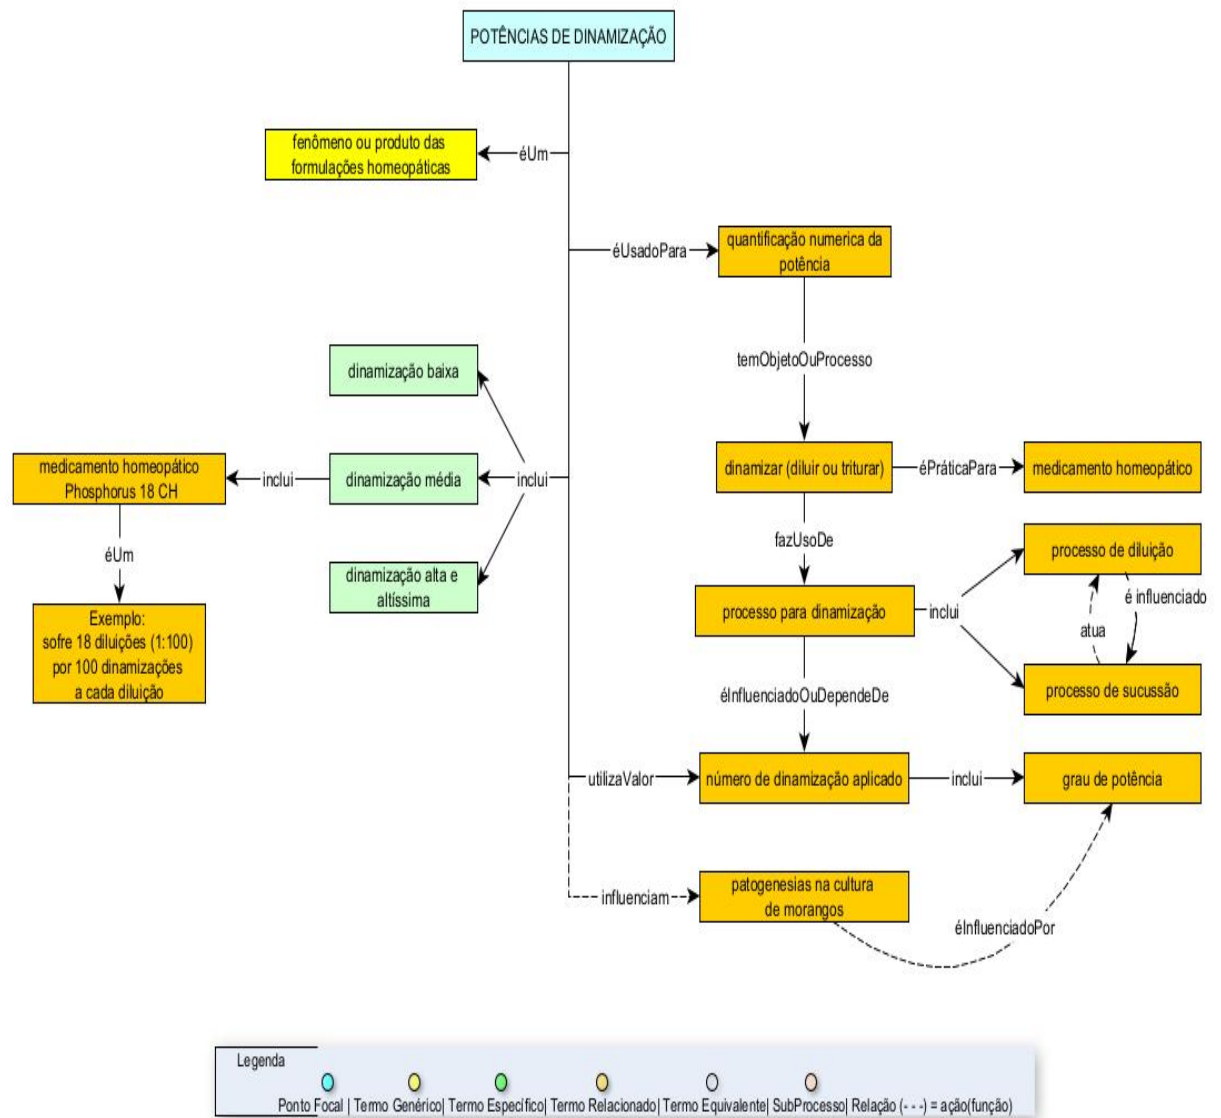 POTÊNCIAS DE DINAMIZAÇÃO
fenômeno ou produto das
formulações homeopáticas
éUm
éUsadoPara
quantificação numerica da
potência
temObjetoOuProcesso
dinamização baixa
medicamento homeopático
Phosphorus 18 CH
inclui
dinamização média
inclui
dinamizar (diluir ou triturar)
éPráticaPara
medicamento homeopático
éUm
fazUsoDe
processo de diluição
dinamização alta e
altíssima
é influenciado
Exemplo:
sofre 18 diluições (1:100)
por 100 dinamizações
a cada diluição
processo para dinamização
inclui
atua
processo de sucussão
éInfluenciadoOuDependeDe
utilizaValor
número de dinamização aplicado
inclui
grau de potência
influenciam
patogenesias na cultura
de morangos
éInfluenciadoPor
Legenda
Ponto Focal | Termo Genérico| Termo Específico| Termo Relacionado| Termo Equivalente| SubProcesso| Relação (- - -) = ação(função)